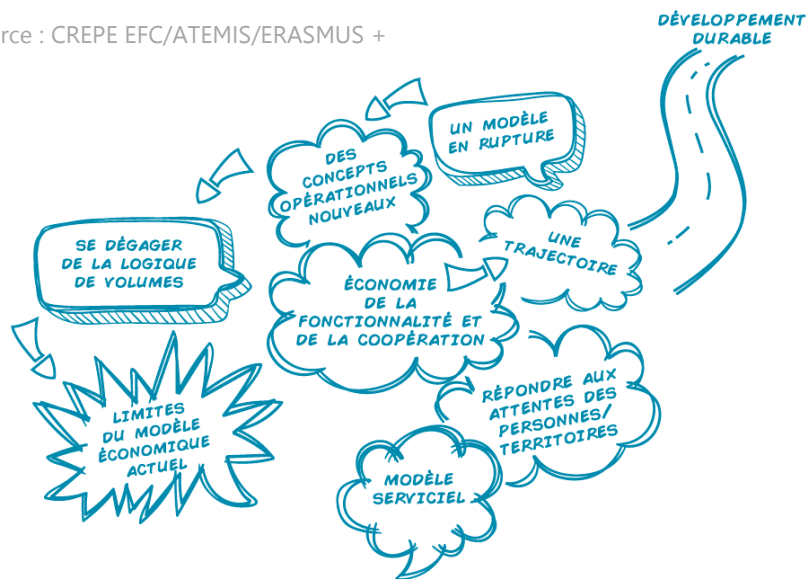 rce : CREPE EFC/ATEMIS/ERASMUS +
DÉVELOPPEMENT
DURABLE
UN MODÈLE
EN RUPTURE
DES
CONCEPTS
OPÉRATIONNELS
NOUVEAUX
UNE
TRAJECTOIRE
SE DÉGAGER
DE LA LOGIQUE
DE VOLUMES
ÉCONOMIE
DE LA
FONCTIONNALITÉ ET
DE LA COOPÉRATION
LIMITES
DU MODÈLE
ÉCONOMIQUE
ACTUEL
RÉPONDRE AUX
ATTENTES DES
PERSONNES/
TERRITOIRES
MODÈLE
SERVICIEL